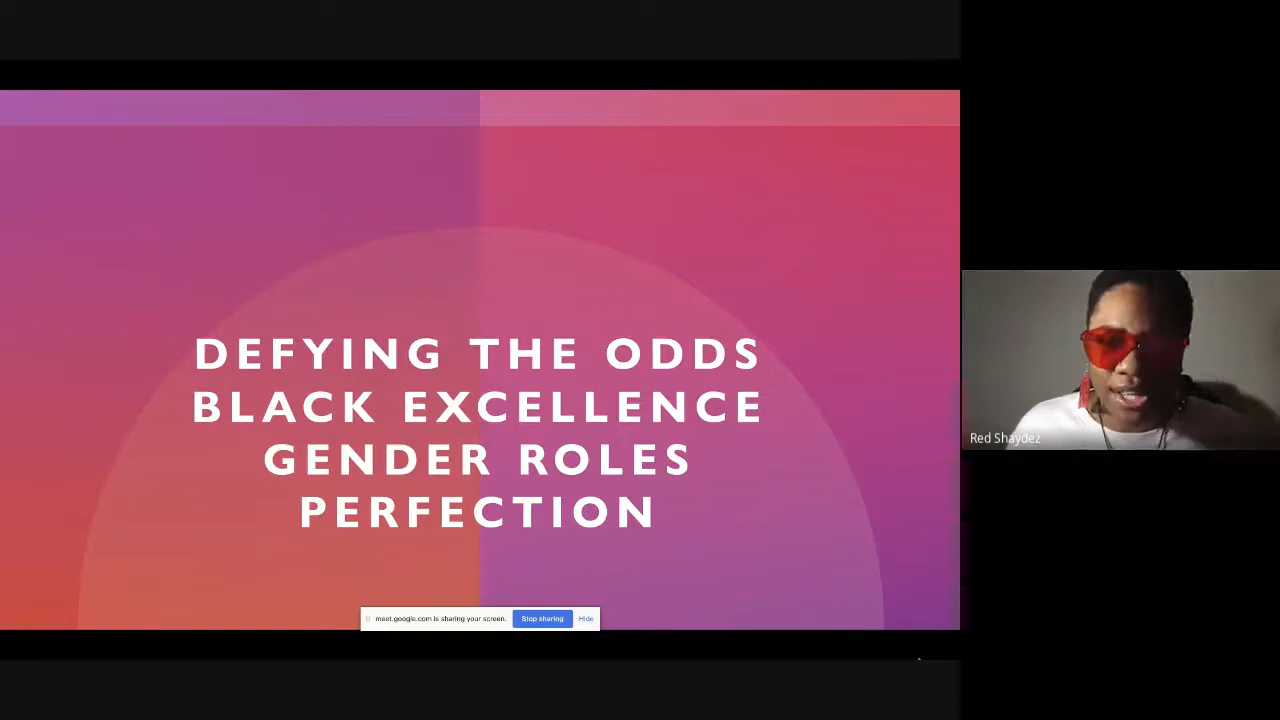 DEFYING THE ODDS
BLACK EXCELLENCE
GENDER ROLES
PERFECTION
meet.google.com is sharing your screen. Stop sharing Hide
Red Shaydez